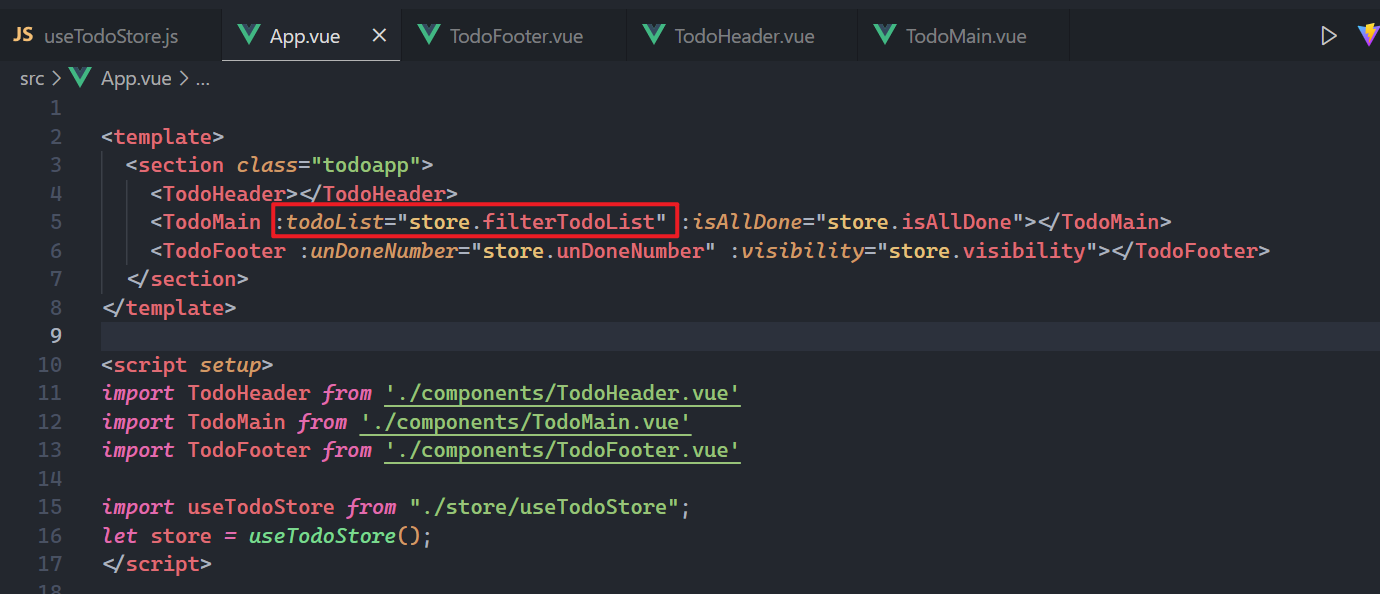 JS useTodoStore.js App.vue × TodoFooter.vue TodoHeader.vue TodoMain.vue
src > App.vue > ...
1
2 <template>
3 <section class="todoapp">
4 <TodoHeader></TodoHeader>
5 <TodoMain :todoList="store.filterTodoList" :isAllDone="store.isAllDone"></TodoMain>
6 <TodoFooter :unDoneNumber="store.unDoneNumber" :visibility="store.visibility"></TodoFooter>
7 </section>
8 </template>
9
10 <script setup>
11 import TodoHeader from './components/TodoHeader.vue'
12 import TodoMain from './components/TodoMain.vue'
13 import TodoFooter from './components/TodoFooter.vue'
14
15 import useTodoStore from "./store/useTodoStore";
16 let store = useTodoStore();
17 </script>
18